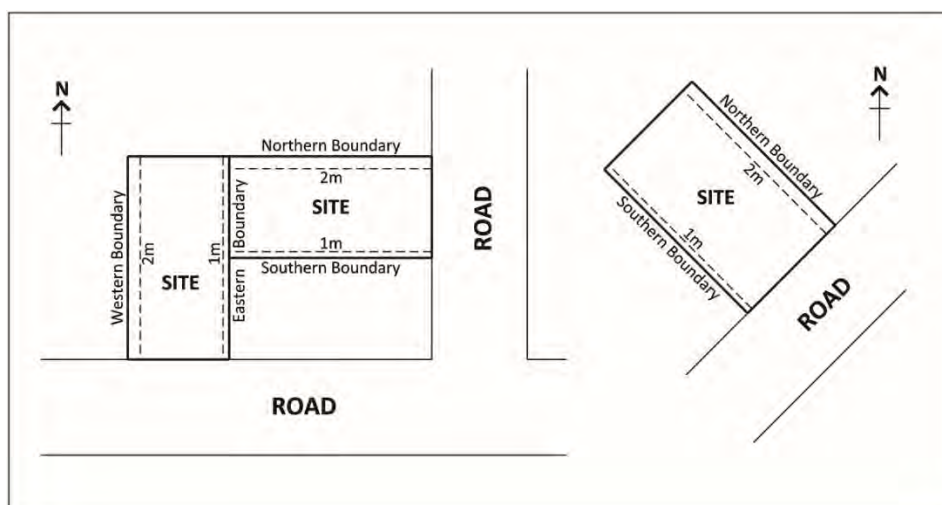 N
N
Northern Boundary
2m
SITE
1m
Southern Boundary
Western Boundary
2m
SITE
1m
Eastern
Boundary
ROAD
ROAD
Northern Boundary
2m
SITE
1m
Southern Boundary
ROAD